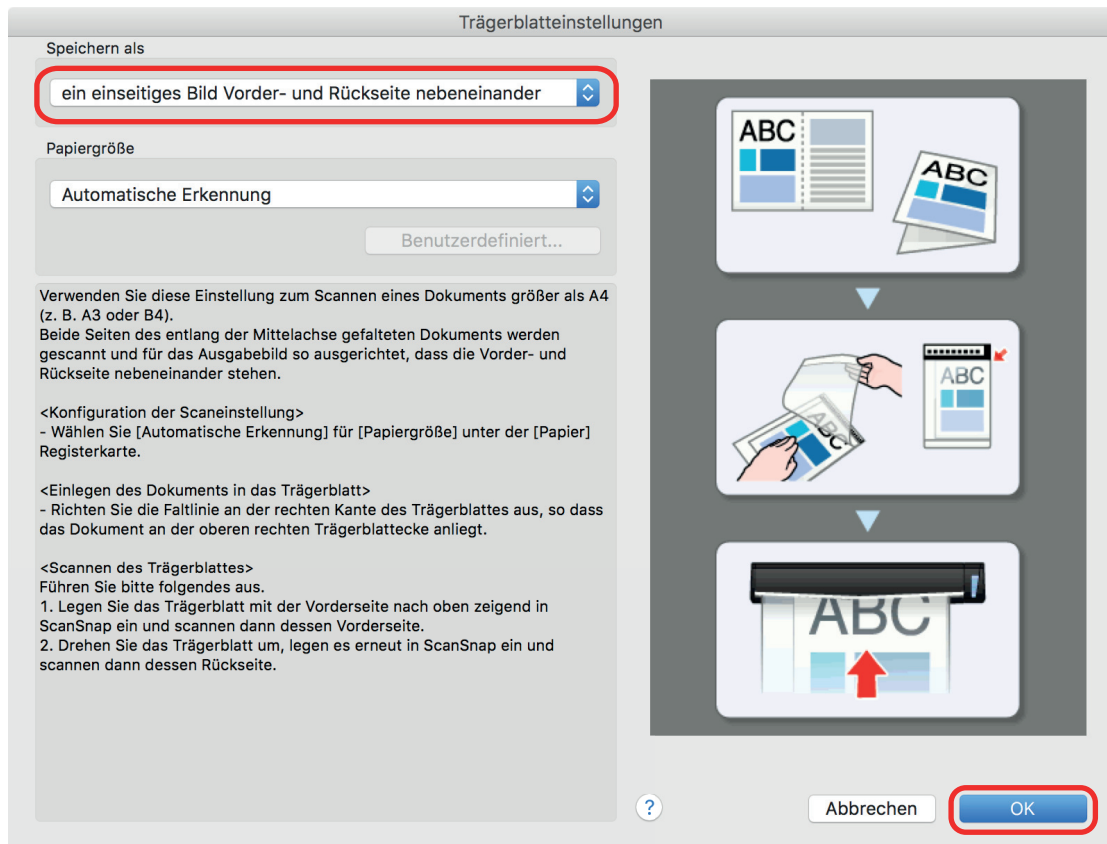 Trägerblatteinstellungen
Speichern als
ein einseitiges Bild Vorder- und Rückseite nebeneinander
Papiergröße
Automatische Erkennung
Benutzerdefiniert...
Verwenden Sie diese Einstellung zum Scannen eines Dokuments größer als A4
(z. B. A3 oder B4).
Beide Seiten des entlang der Mittelachse gefalteten Dokuments werden
gescannt und für das Ausgabebild so ausgerichtet, dass die Vorder- und
Rückseite nebeneinander stehen.
<Konfiguration der Scaneinstellung>
- Wählen Sie [Automatische Erkennung] für [Papiergröße] unter der [Papier]
Registerkarte.
<Einlegen des Dokuments in das Trägerblatt>
- Richten Sie die Faltlinie an der rechten Kante des Trägerblattes aus, so dass
das Dokument an der oberen rechten Trägerblattecke anliegt.
<Scannen des Trägerblattes>
Führen Sie bitte folgendes aus.
1. Legen Sie das Trägerblatt mit der Vorderseite nach oben zeigend in
ScanSnap ein und scannen dann dessen Vorderseite.
2. Drehen Sie das Trägerblatt um, legen es erneut in ScanSnap ein und
scannen dann dessen Rückseite.
ABC
ABC
ABC
ABC
ABC
?
Abbrechen
OK